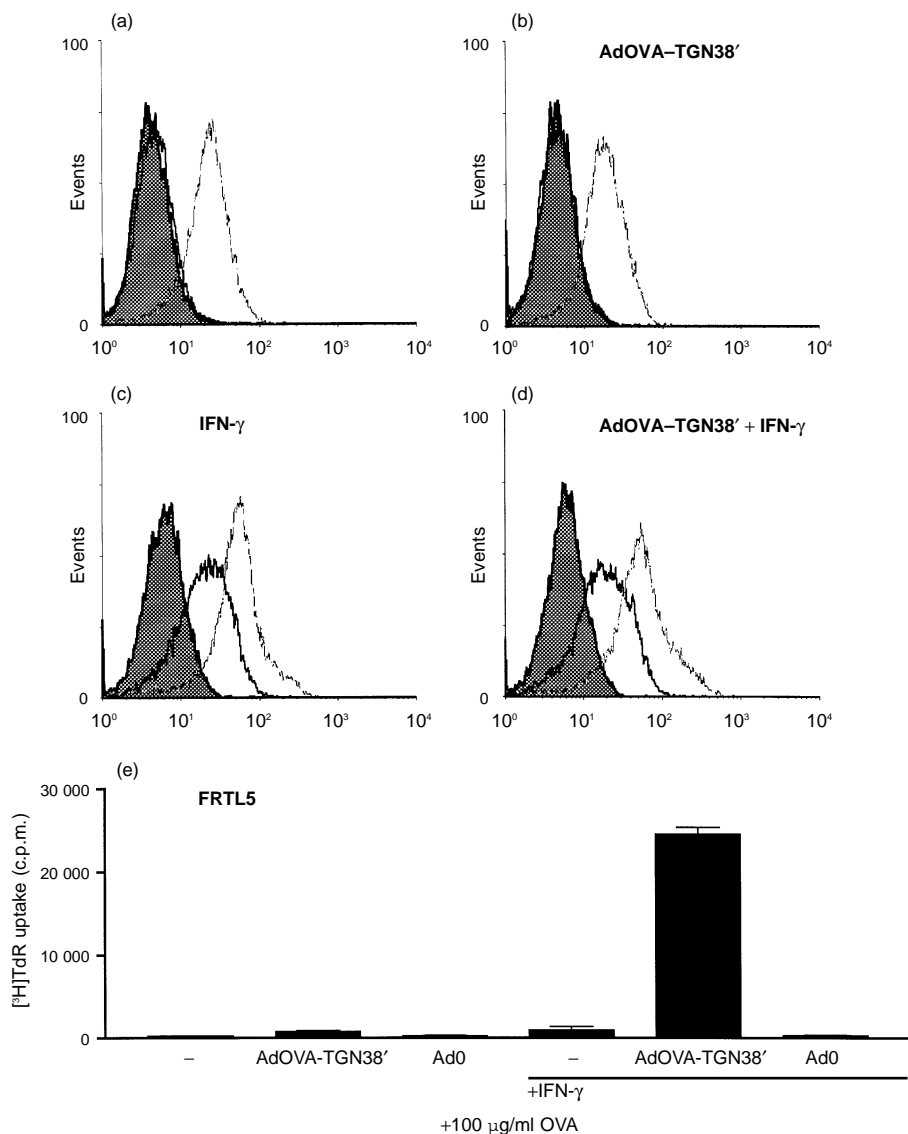 (a)
100
Events
0
10⁰ 10¹ 10² 10³ 10⁴
(b)
AdOVA–TGN38′
100
Events
0
10⁰ 10¹ 10² 10³ 10⁴
(c)
IFN-γ
100
Events
0
10⁰ 10¹ 10² 10³ 10⁴
(d)
AdOVA–TGN38′ + IFN-γ
100
Events
0
10⁰ 10¹ 10² 10³ 10⁴
(e)
FRTL5
[³H]TdR uptake (c.p.m.)
30 000
20 000
10 000
0
– AdOVA-TGN38′ Ad0 – AdOVA-TGN38′ Ad0
+IFN-γ
+100 µg/ml OVA